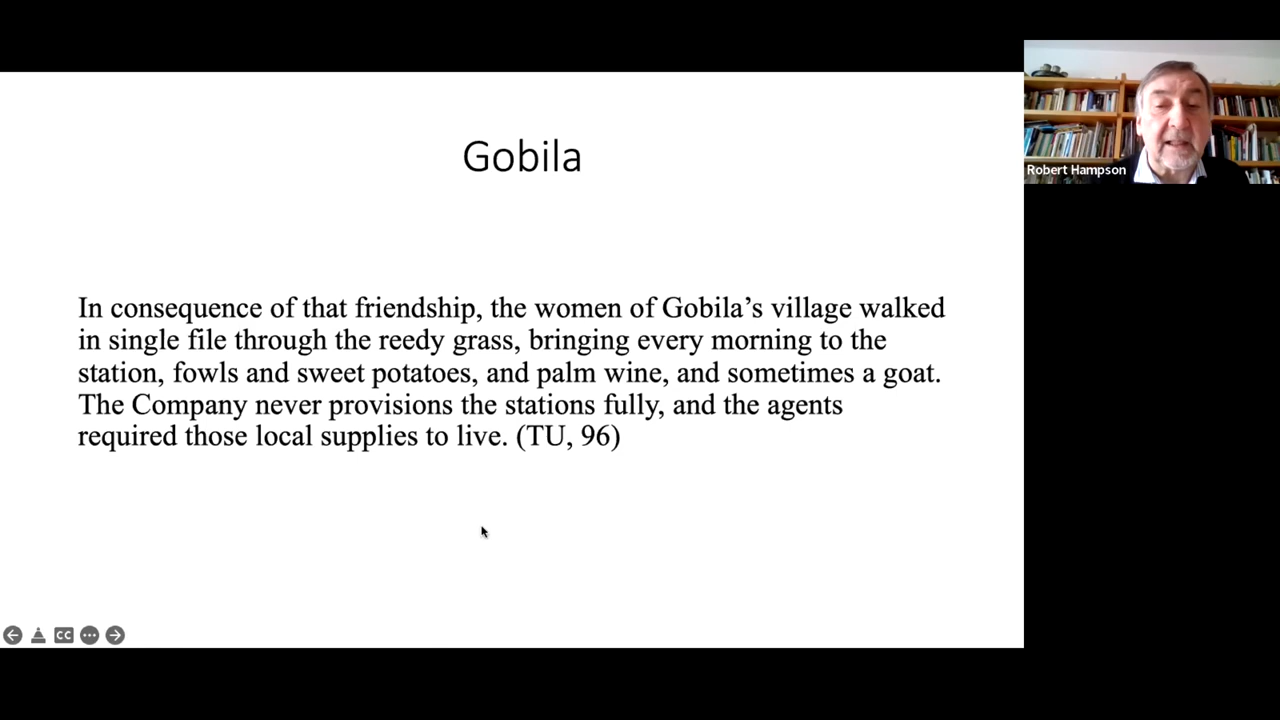 Gobila
In consequence of that friendship, the women of Gobila’s village walked
in single file through the reedy grass, bringing every morning to the
station, fowls and sweet potatoes, and palm wine, and sometimes a goat.
The Company never provisions the stations fully, and the agents
required those local supplies to live. (TU, 96)
Robert Hampson
CC